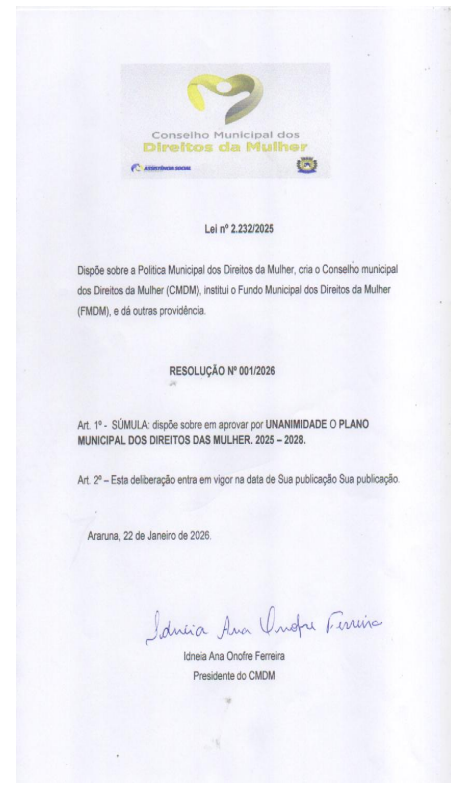 Conselho Municipal dos
Direitos da Mulher
ASSISTÊNCIA SOCIAL
Lei nº 2.232/2025
Dispõe sobre a Politica Municipal dos Direitos da Mulher, cria o Conselho municipal
dos Direitos da Mulher (CMDM), institui o Fundo Municipal dos Direitos da Mulher
(FMDM), e dá outras providência.
RESOLUÇÃO Nº 001/2026
Art. 1º - SÚMULA: dispõe sobre em aprovar por UNANIMIDADE O PLANO
MUNICIPAL DOS DIREITOS DAS MULHER. 2025 – 2028.
Art. 2º – Esta deliberação entra em vigor na data de Sua publicação Sua publicação.
Araruna, 22 de Janeiro de 2026.
Idneia Ana Onofre Ferreira
Idneia Ana Onofre Ferreira
Presidente do CMDM